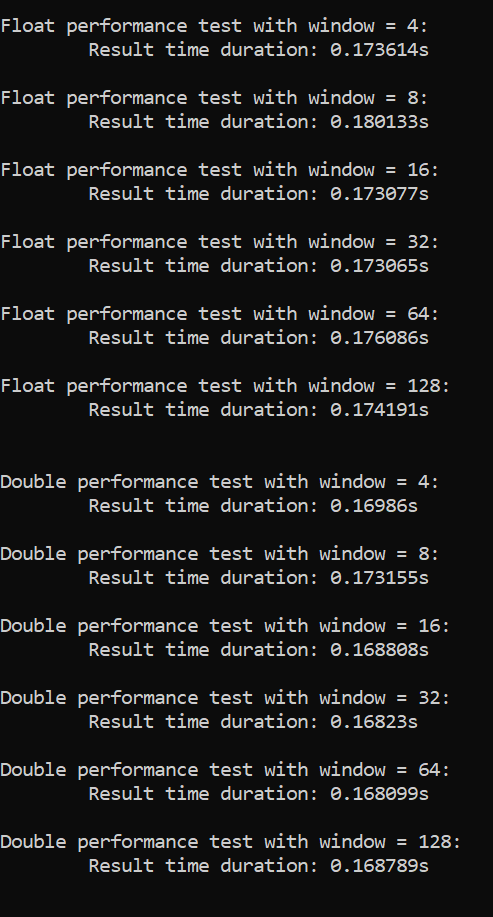 Float performance test with window = 4:
Result time duration: 0.173614s
Float performance test with window = 8:
Result time duration: 0.180133s
Float performance test with window = 16:
Result time duration: 0.173077s
Float performance test with window = 32:
Result time duration: 0.173065s
Float performance test with window = 64:
Result time duration: 0.176086s
Float performance test with window = 128:
Result time duration: 0.174191s
Double performance test with window = 4:
Result time duration: 0.16986s
Double performance test with window = 8:
Result time duration: 0.173155s
Double performance test with window = 16:
Result time duration: 0.168808s
Double performance test with window = 32:
Result time duration: 0.16823s
Double performance test with window = 64:
Result time duration: 0.168099s
Double performance test with window = 128:
Result time duration: 0.168789s